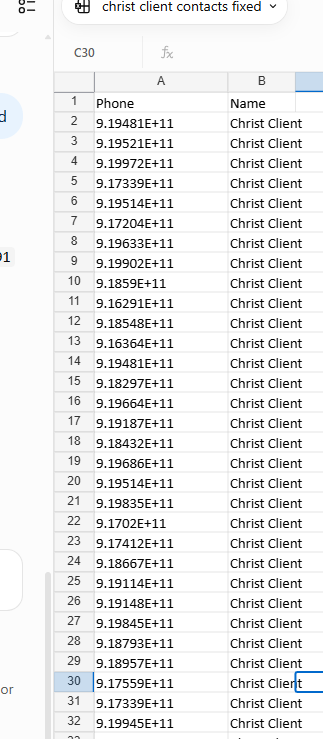 christ client contacts fixed
C30 fx
A B
1 Phone Name
2 9.19481E+11 Christ Client
3 9.19521E+11 Christ Client
4 9.19972E+11 Christ Client
5 9.17339E+11 Christ Client
6 9.19514E+11 Christ Client
7 9.17204E+11 Christ Client
8 9.19633E+11 Christ Client
9 9.19902E+11 Christ Client
10 9.1859E+11 Christ Client
11 9.16291E+11 Christ Client
12 9.18548E+11 Christ Client
13 9.16364E+11 Christ Client
14 9.19481E+11 Christ Client
15 9.18297E+11 Christ Client
16 9.19664E+11 Christ Client
17 9.19187E+11 Christ Client
18 9.18432E+11 Christ Client
19 9.19686E+11 Christ Client
20 9.19514E+11 Christ Client
21 9.19835E+11 Christ Client
22 9.1702E+11 Christ Client
23 9.17412E+11 Christ Client
24 9.18667E+11 Christ Client
25 9.19114E+11 Christ Client
26 9.19148E+11 Christ Client
27 9.19845E+11 Christ Client
28 9.18793E+11 Christ Client
29 9.18957E+11 Christ Client
30 9.17559E+11 Christ Client
31 9.17339E+11 Christ Client
32 9.19945E+11 Christ Client
d
91
or